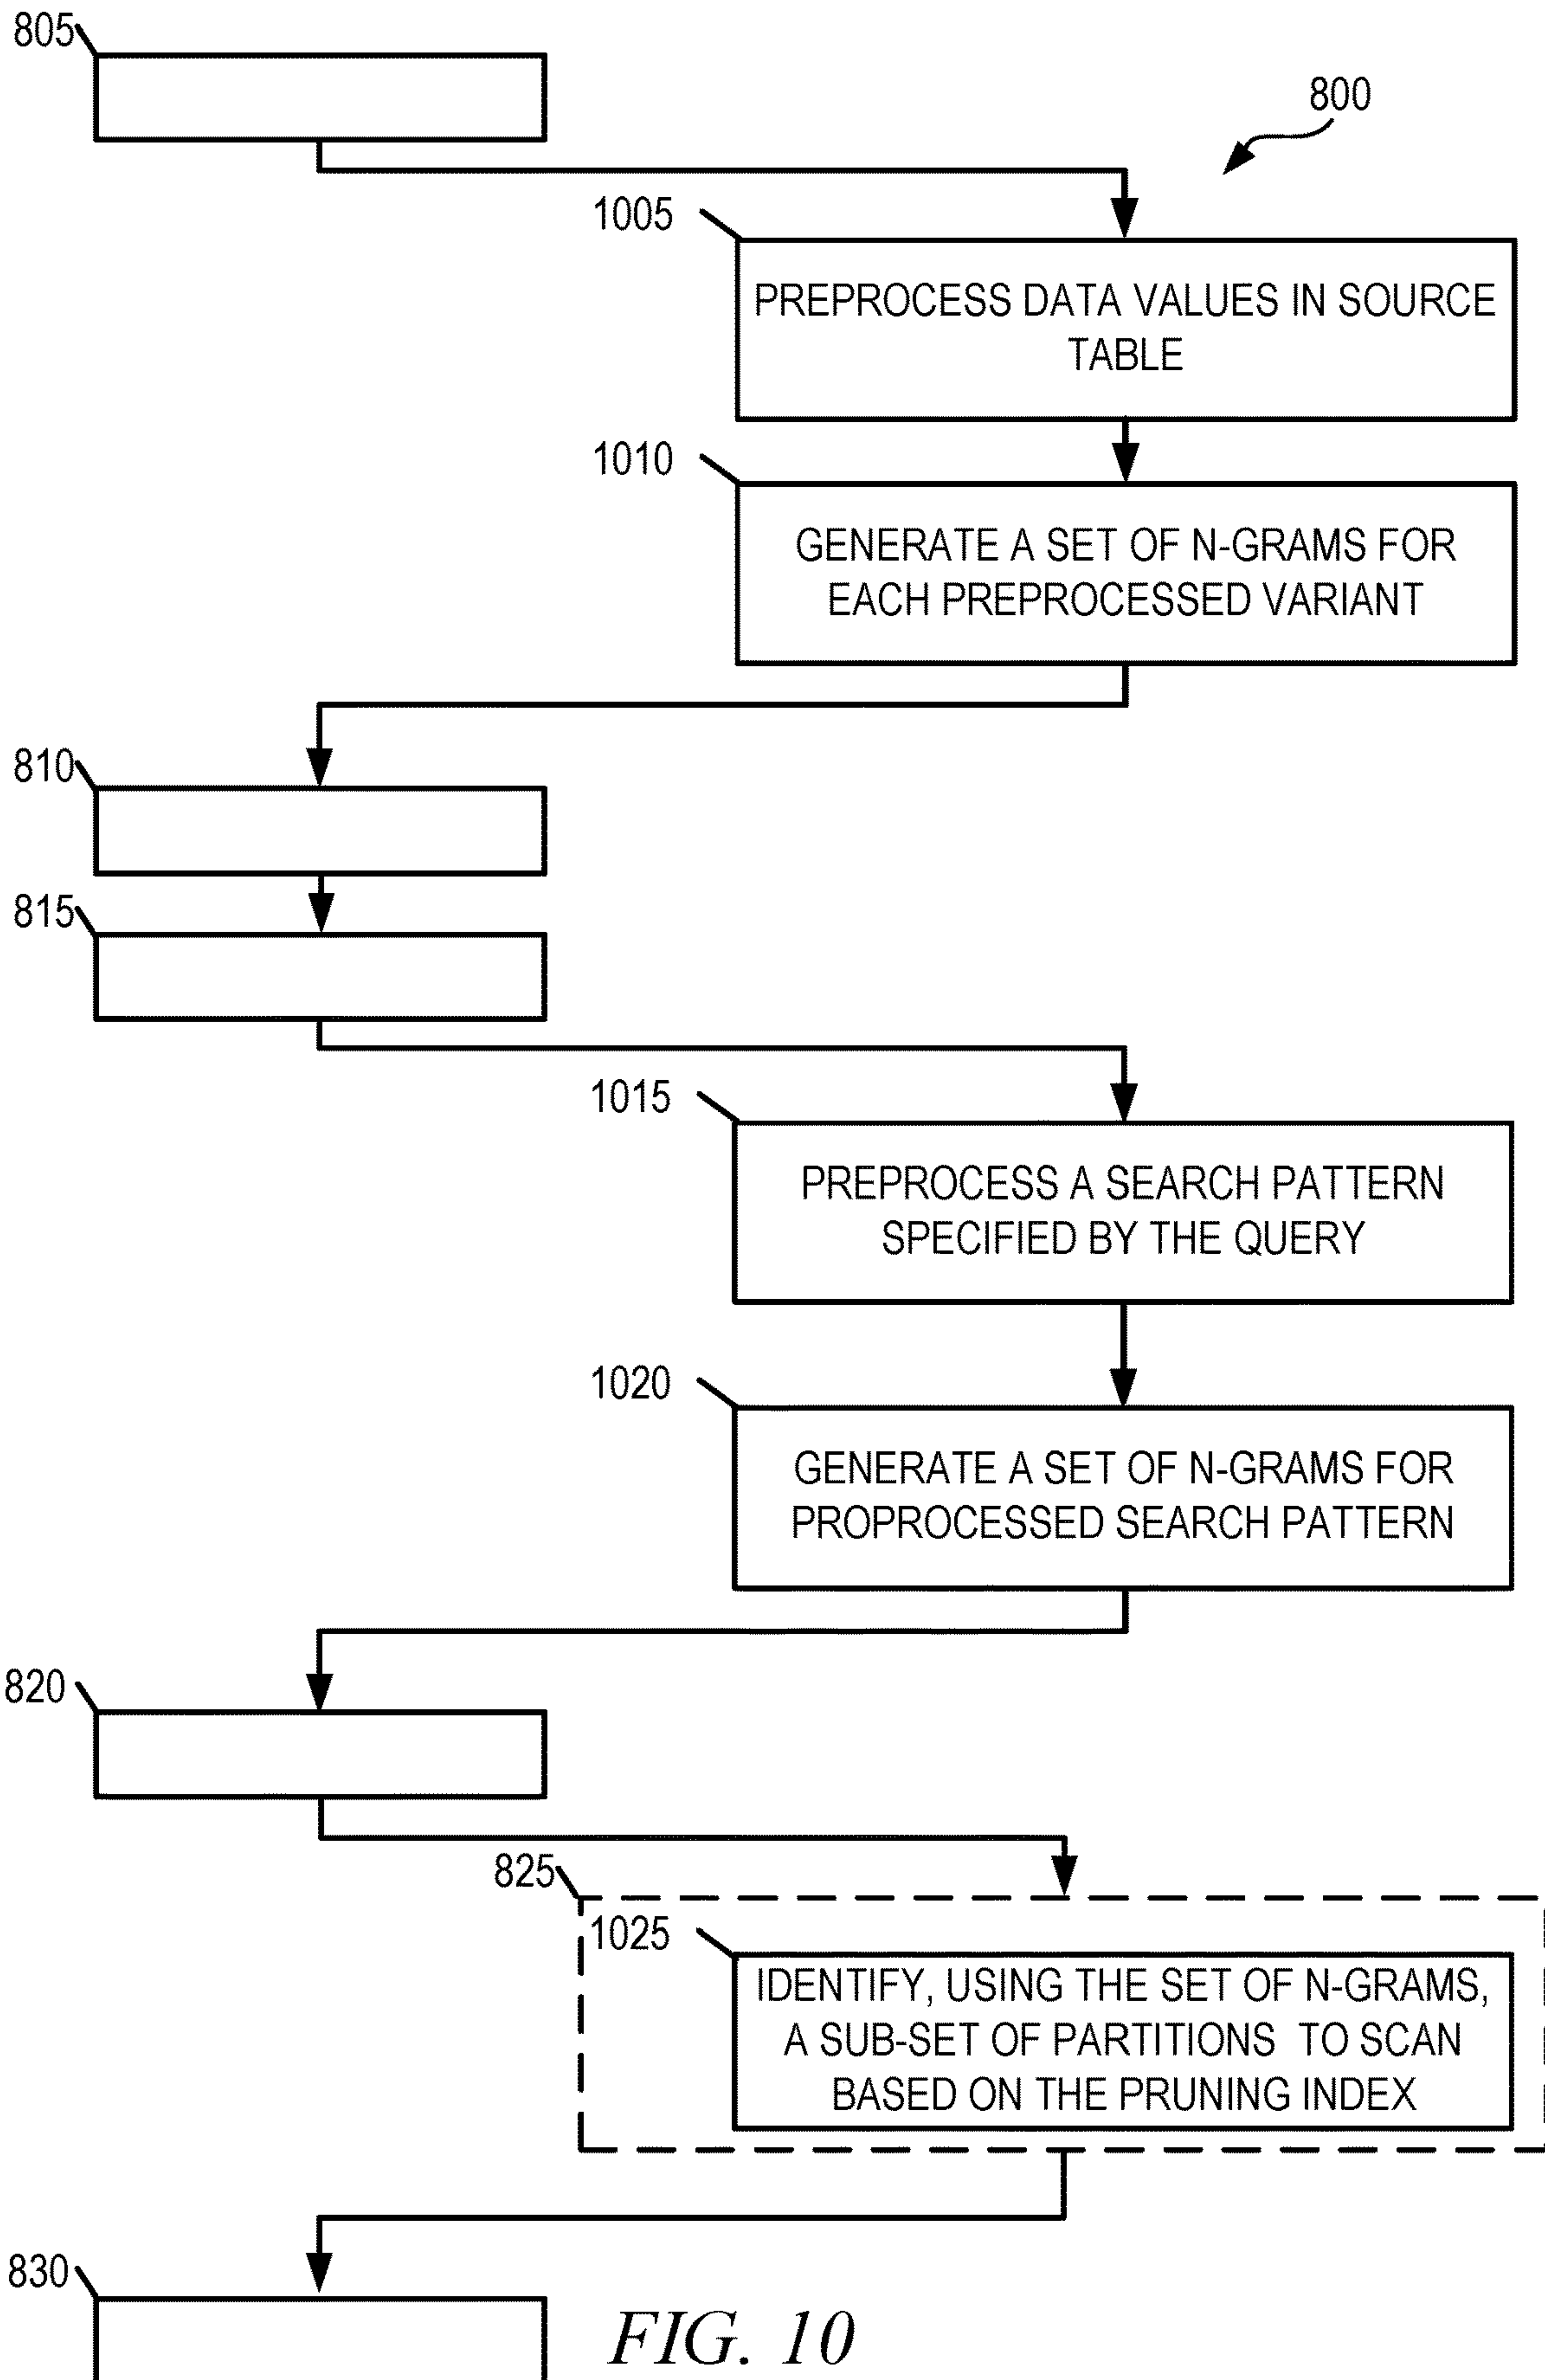 805
800
1005
PREPROCESS DATA VALUES IN SOURCE
TABLE
1010
GENERATE A SET OF N-GRAMS FOR
EACH PREPROCESSED VARIANT
810
815
1015
PREPROCESS A SEARCH PATTERN
SPECIFIED BY THE QUERY
1020
GENERATE A SET OF N-GRAMS FOR
PROPROCESSED SEARCH PATTERN
820
825
1025
IDENTIFY, USING THE SET OF N-GRAMS,
A SUB-SET OF PARTITIONS TO SCAN
BASED ON THE PRUNING INDEX
830
FIG. 10